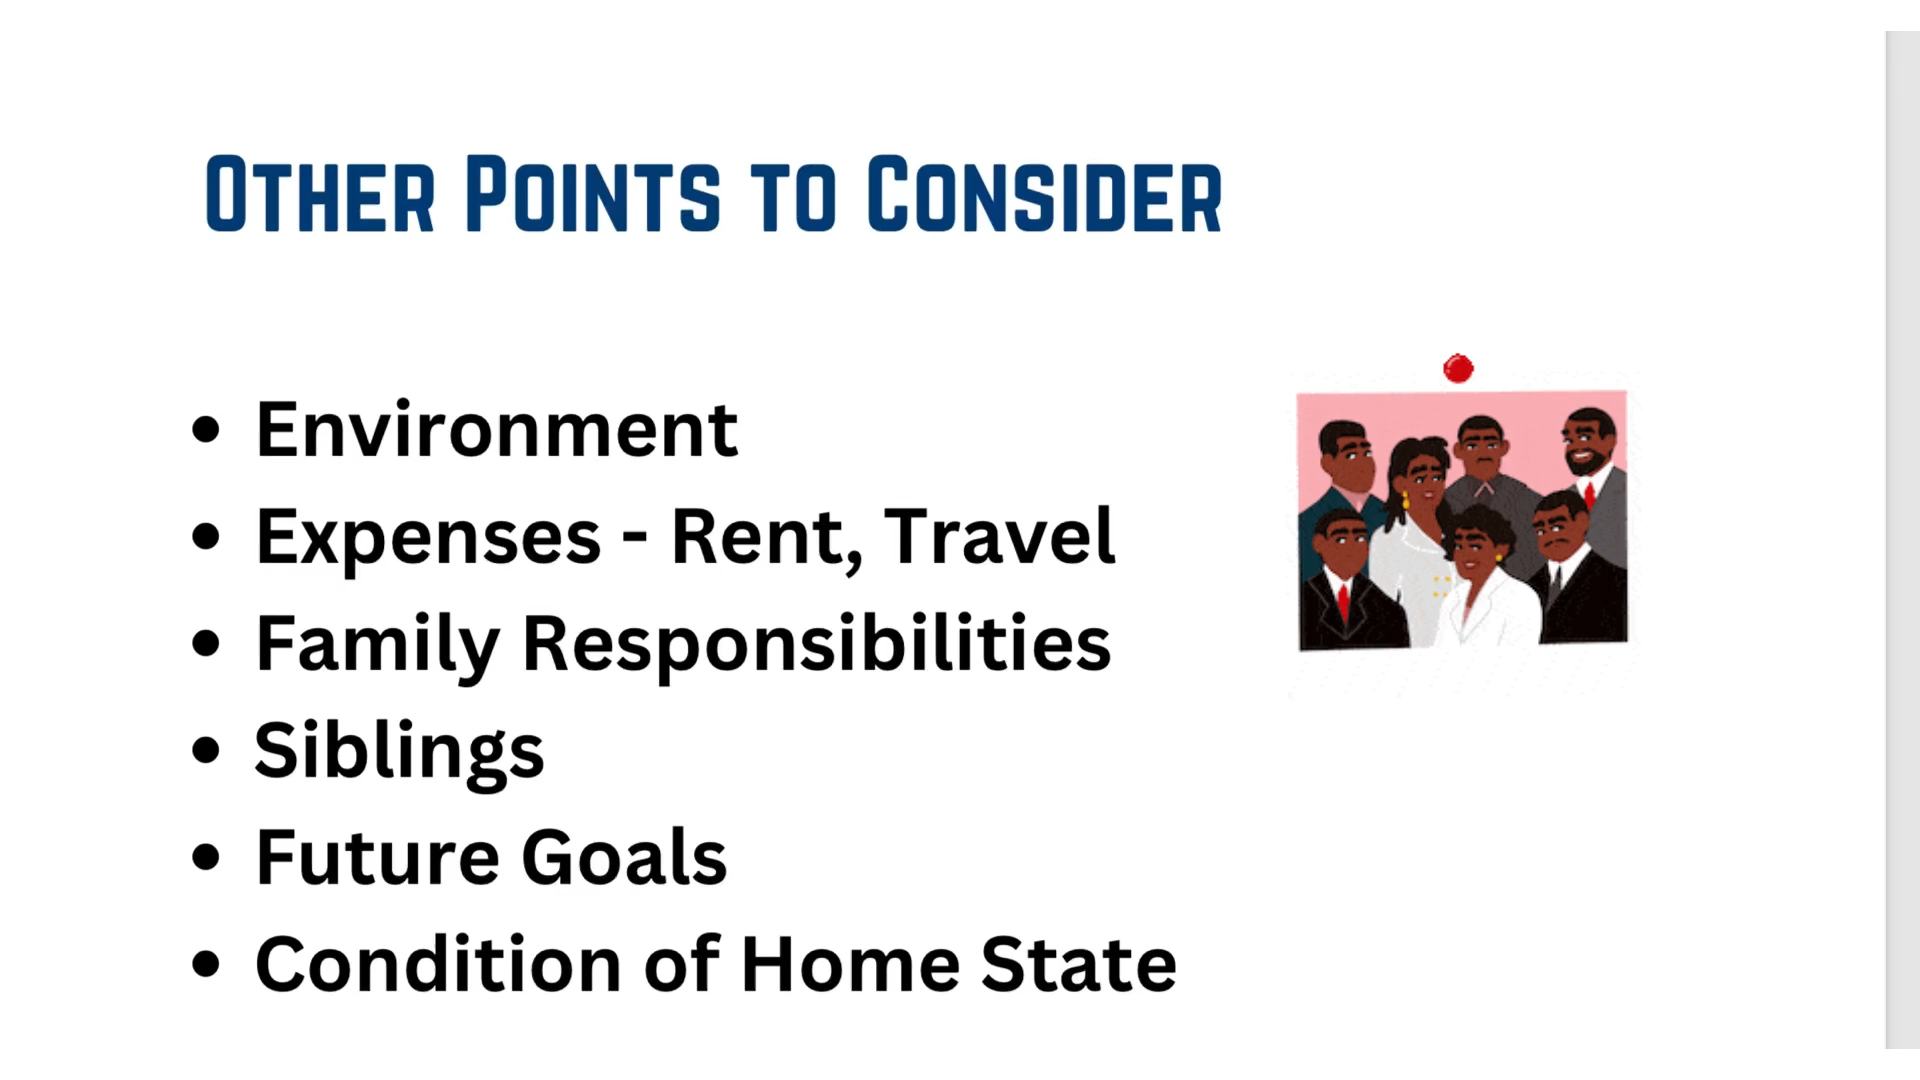 Other Points to Consider
• Environment
• Expenses - Rent, Travel
• Family Responsibilities
• Siblings
• Future Goals
• Condition of Home State